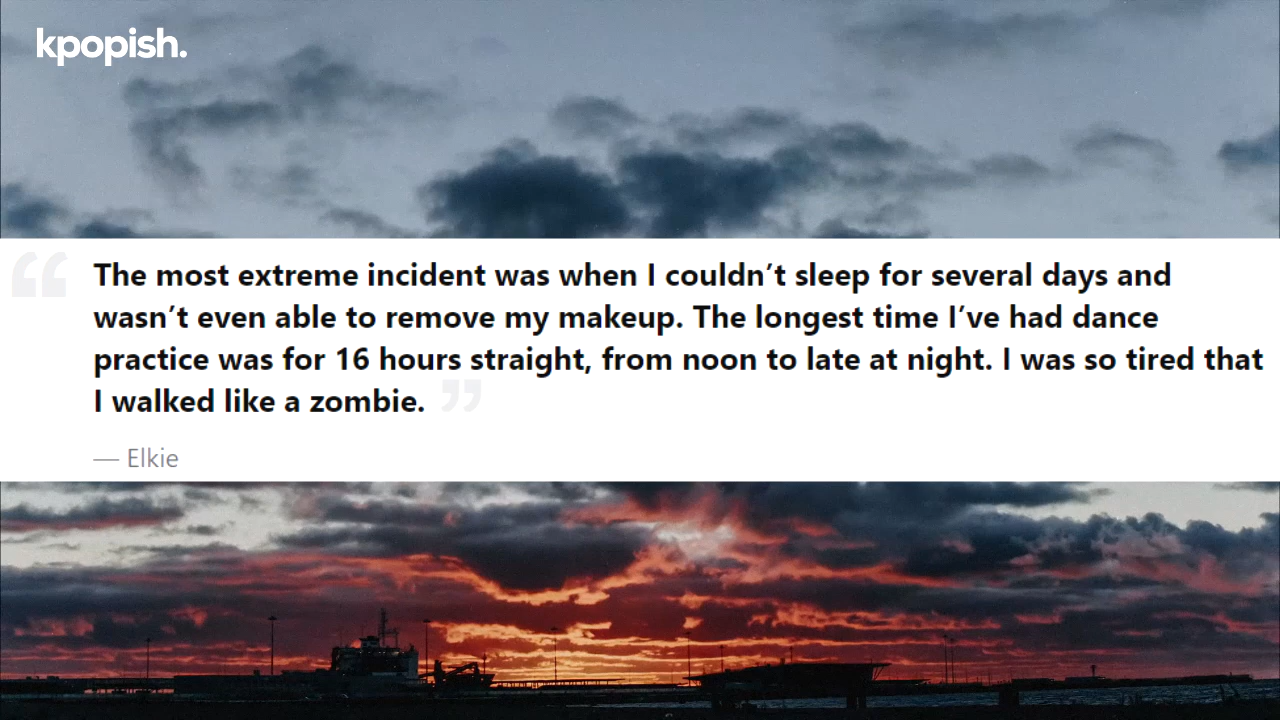 kpopish.
“The most extreme incident was when I couldn’t sleep for several days and
wasn’t even able to remove my makeup. The longest time I’ve had dance
practice was for 16 hours straight, from noon to late at night. I was so tired that
I walked like a zombie.”
— Elkie